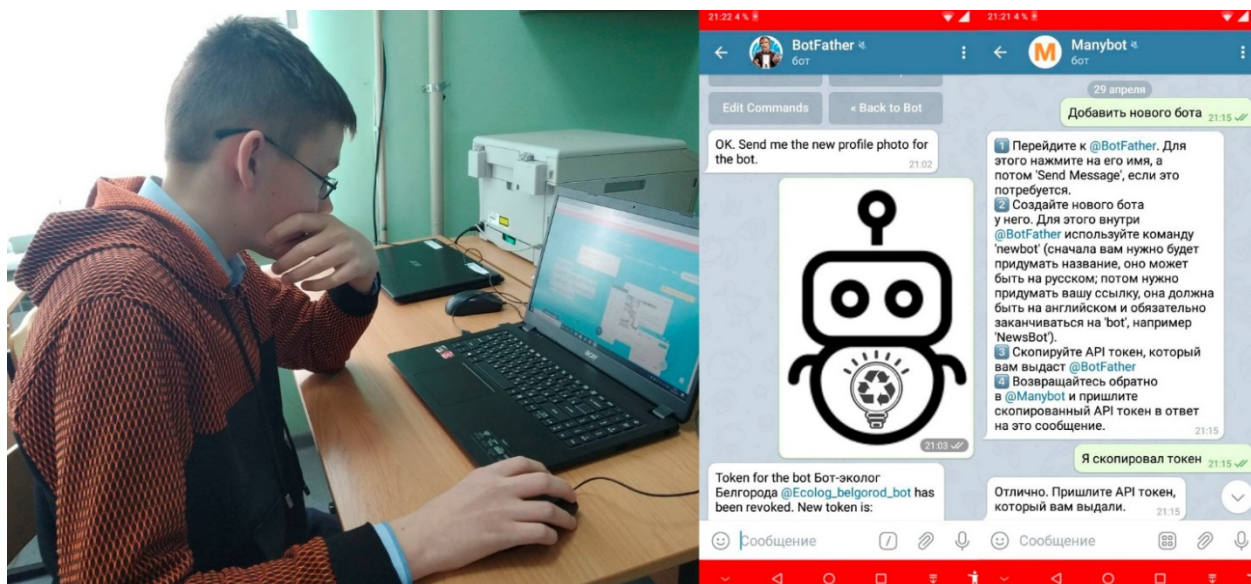 acer
21:22 4 %
BotFather
бот
Edit Commands
« Back to Bot
OK. Send me the new profile photo for
the bot.
21:02
21:03
Token for the bot Бот-эколог
Белгорода @Ecolog_belgorod_bot has
been revoked. New token is:
Сообщение
21:21 4 %
M
Manybot
бот
29 апреля
Добавить нового бота
21:15
1 Перейдите к @BotFather. Для
этого нажмите на его имя, а
потом 'Send Message', если это
потребуется.
2 Создайте нового бота
у него. Для этого внутри
@BotFather используйте команду
'newbot' (сначала вам нужно будет
придумать название, оно может
быть на русском; потом нужно
придумать вашу ссылку, она должна
быть на английском и обязательно
заканчиваться на 'bot', например
'NewsBot').
3 Скопируйте API токен, который
вам выдаст @BotFather
4 Возвращайтесь обратно
в @Manybot и пришлите
скопированный API токен в ответ
на это сообщение.
21:15
Я скопировал токен
21:15
Отлично. Пришлите API токен,
который вам выдали.
21:15
Сообщение